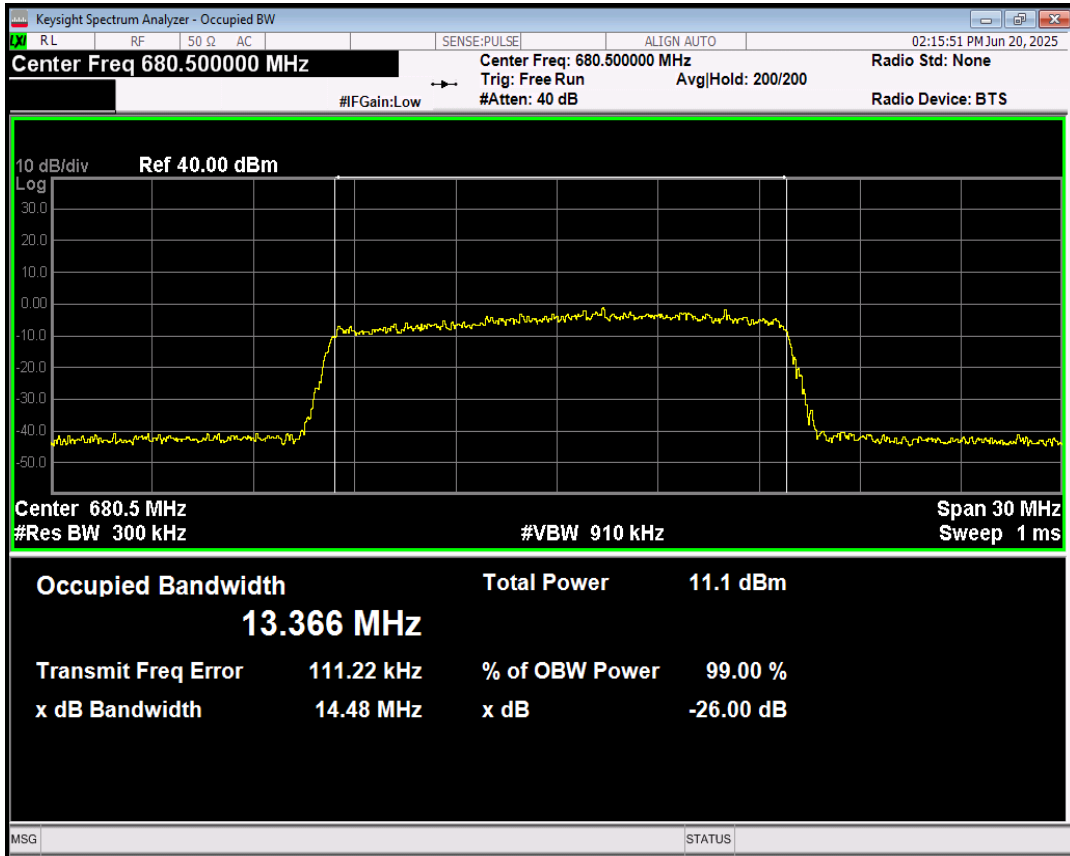 Keysight Spectrum Analyzer - Occupied BW
LXI RL RF 50 Ω AC SENSE:PULSE ALIGN AUTO 02:15:51 PM Jun 20, 2025
Center Freq 680.500000 MHz
Center Freq: 680.500000 MHz Radio Std: None
Trig: Free Run Avg|Hold: 200/200
#IFGain:Low #Atten: 40 dB Radio Device: BTS
10 dB/div Ref 40.00 dBm
Log
30.0
20.0
10.0
0.00
-10.0
-20.0
-30.0
-40.0
-50.0
Center 680.5 MHz Span 30 MHz
#Res BW 300 kHz #VBW 910 kHz Sweep 1 ms
Occupied Bandwidth Total Power 11.1 dBm
13.366 MHz
Transmit Freq Error 111.22 kHz % of OBW Power 99.00 %
x dB Bandwidth 14.48 MHz x dB -26.00 dB
MSG STATUS